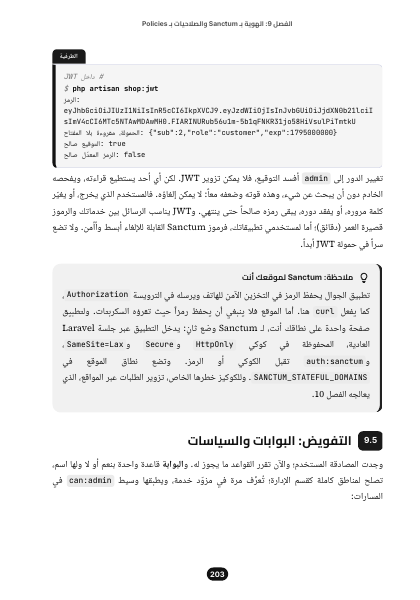 الفصل 9: الهوية بـ Sanctum والصلاحيات بـ Policies
الطرفية
# داخل JWT
$ php artisan shop:jwt
الرمز:
eyJhbGciOiJIUzI1NiIsInR5cCI6IkpXVCJ9.eyJzdWIiOjIsInJvbGUiOiJjdXN0b21lciI
sImV4cCI6MTc5NTAwMDAwMH0.FIARINURub56u1m-5b1qFNKR31jo58HiVsulPiTmtkU
الحمولة، مقروءة بلا المفتاح: {"sub":2,"role":"customer","exp":1795000000}
التوقيع صالح: true
الرمز المعدّل صالح: false
تغيير الدور إلى admin أفسد التوقيع، فلا يمكن تزوير JWT. لكن أي أحد يستطيع قراءته، ويفحصه
الخادم دون أن يبحث عن شيء، وهذه قوته وضعفه معاً: لا يمكن إلغاؤه. فالمستخدم الذي يخرج، أو يغيّر
كلمة مروره، أو يفقد دوره، يبقى رمزه صالحاً حتى ينتهي. وJWT يناسب الرسائل بين خدماتك والرموز
قصيرة العمر (دقائق)؛ أما لمستخدمي تطبيقاتك، فرموز Sanctum القابلة للإلغاء أبسط وآمن. ولا تضع
سراً في حمولة JWT أبداً.
ملاحظة: Sanctum لموقعك أنت
تطبيق الجوال يحفظ الرمز في التخزين الآمن للهاتف ويرسله في الترويسة Authorization،
كما يفعل curl هنا. أما الموقع فلا ينبغي أن يحفظ رمزاً حيث تقرؤه السكربتات. ولتطبيق
صفحة واحدة على نطاقك أنت، لـ Sanctum وضع ثانٍ: يدخل التطبيق عبر جلسة Laravel
العادية، المحفوظة في كوكي HttpOnly و Secure و SameSite=Lax،
و auth:sanctum تقبل الكوكي أو الرمز. وتضع نطاق الموقع في
SANCTUM_STATEFUL_DOMAINS. وللكوكيز خطرها الخاص، تزوير الطلبات عبر المواقع، الذي
يعالجه الفصل 10.
9.5 التفويض: البوابات والسياسات
وجدت المصادقة المستخدم؛ والآن تقرر القواعد ما يجوز له. والبوابة قاعدة واحدة بنعم أو لا ولها اسم،
تصلح لمناطق كاملة كقسم الإدارة؛ تُعرَّف مرة في مزوّد خدمة، ويطبقها وسيط can:admin في
المسارات:
203